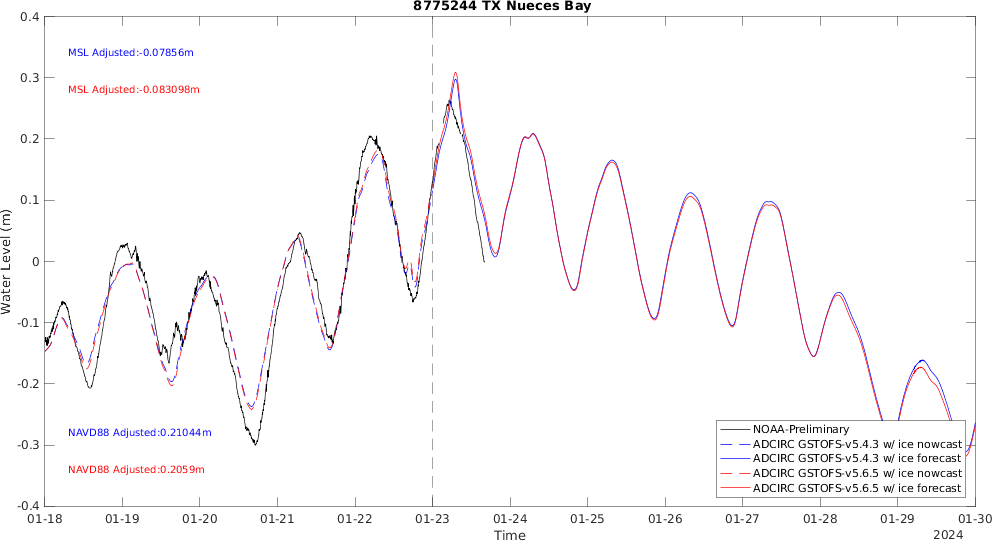 8775244 TX Nueces Bay
0.4
0.3
0.2
0.1
0
-0.1
-0.2
-0.3
-0.4
Water Level (m)
MSL Adjusted:-0.07856m
MSL Adjusted:-0.083098m
NAVD88 Adjusted:0.21044m
NAVD88 Adjusted:0.2059m
NOAA-Preliminary
ADCIRC GSTOFS-v5.4.3 w/ ice nowcast
ADCIRC GSTOFS-v5.4.3 w/ ice forecast
ADCIRC GSTOFS-v5.6.5 w/ ice nowcast
ADCIRC GSTOFS-v5.6.5 w/ ice forecast
01-18 01-19 01-20 01-21 01-22 01-23 01-24 01-25 01-26 01-27 01-28 01-29 01-30
Time
2024